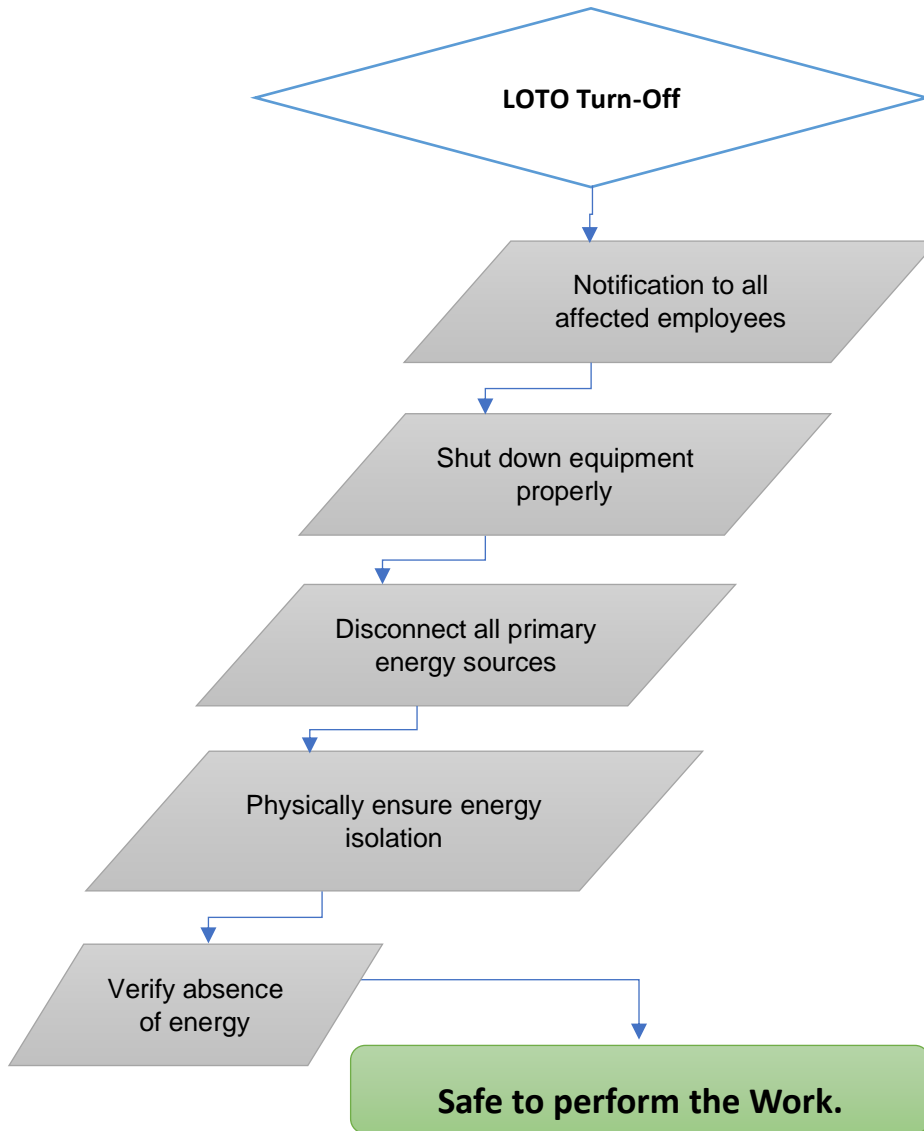 LOTO Turn-Off
Notification to all
affected employees
Shut down equipment
properly
Disconnect all primary
energy sources
Physically ensure energy
isolation
Verify absence
of energy
Safe to perform the Work.